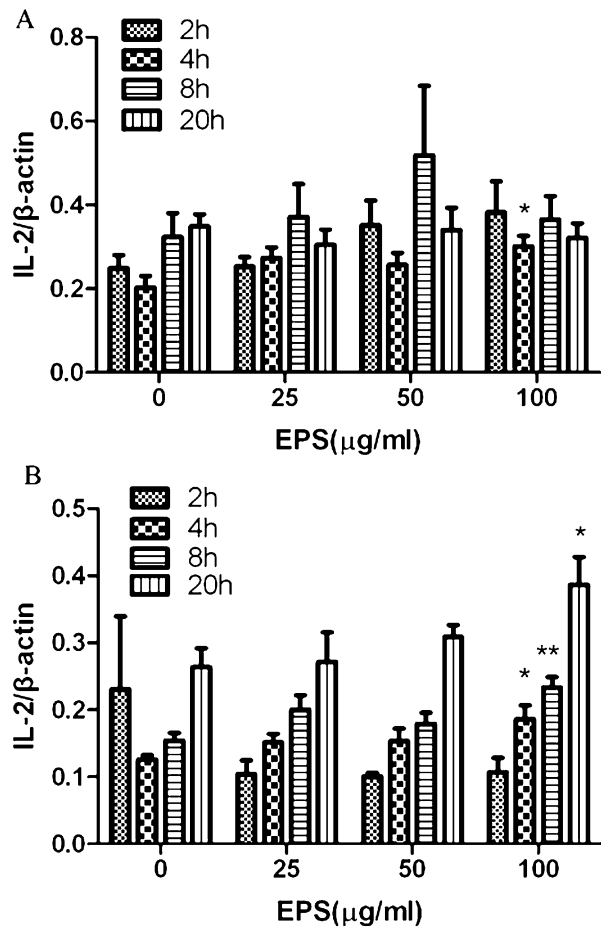 A
0.8
0.6
0.4
0.2
0.0
IL-2/β-actin
2h
4h
8h
20h
*
0 25 50 100
EPS(μg/ml)
B
0.5
0.4
0.3
0.2
0.1
0.0
IL-2/β-actin
2h
4h
8h
20h
*
**
*
0 25 50 100
EPS(μg/ml)